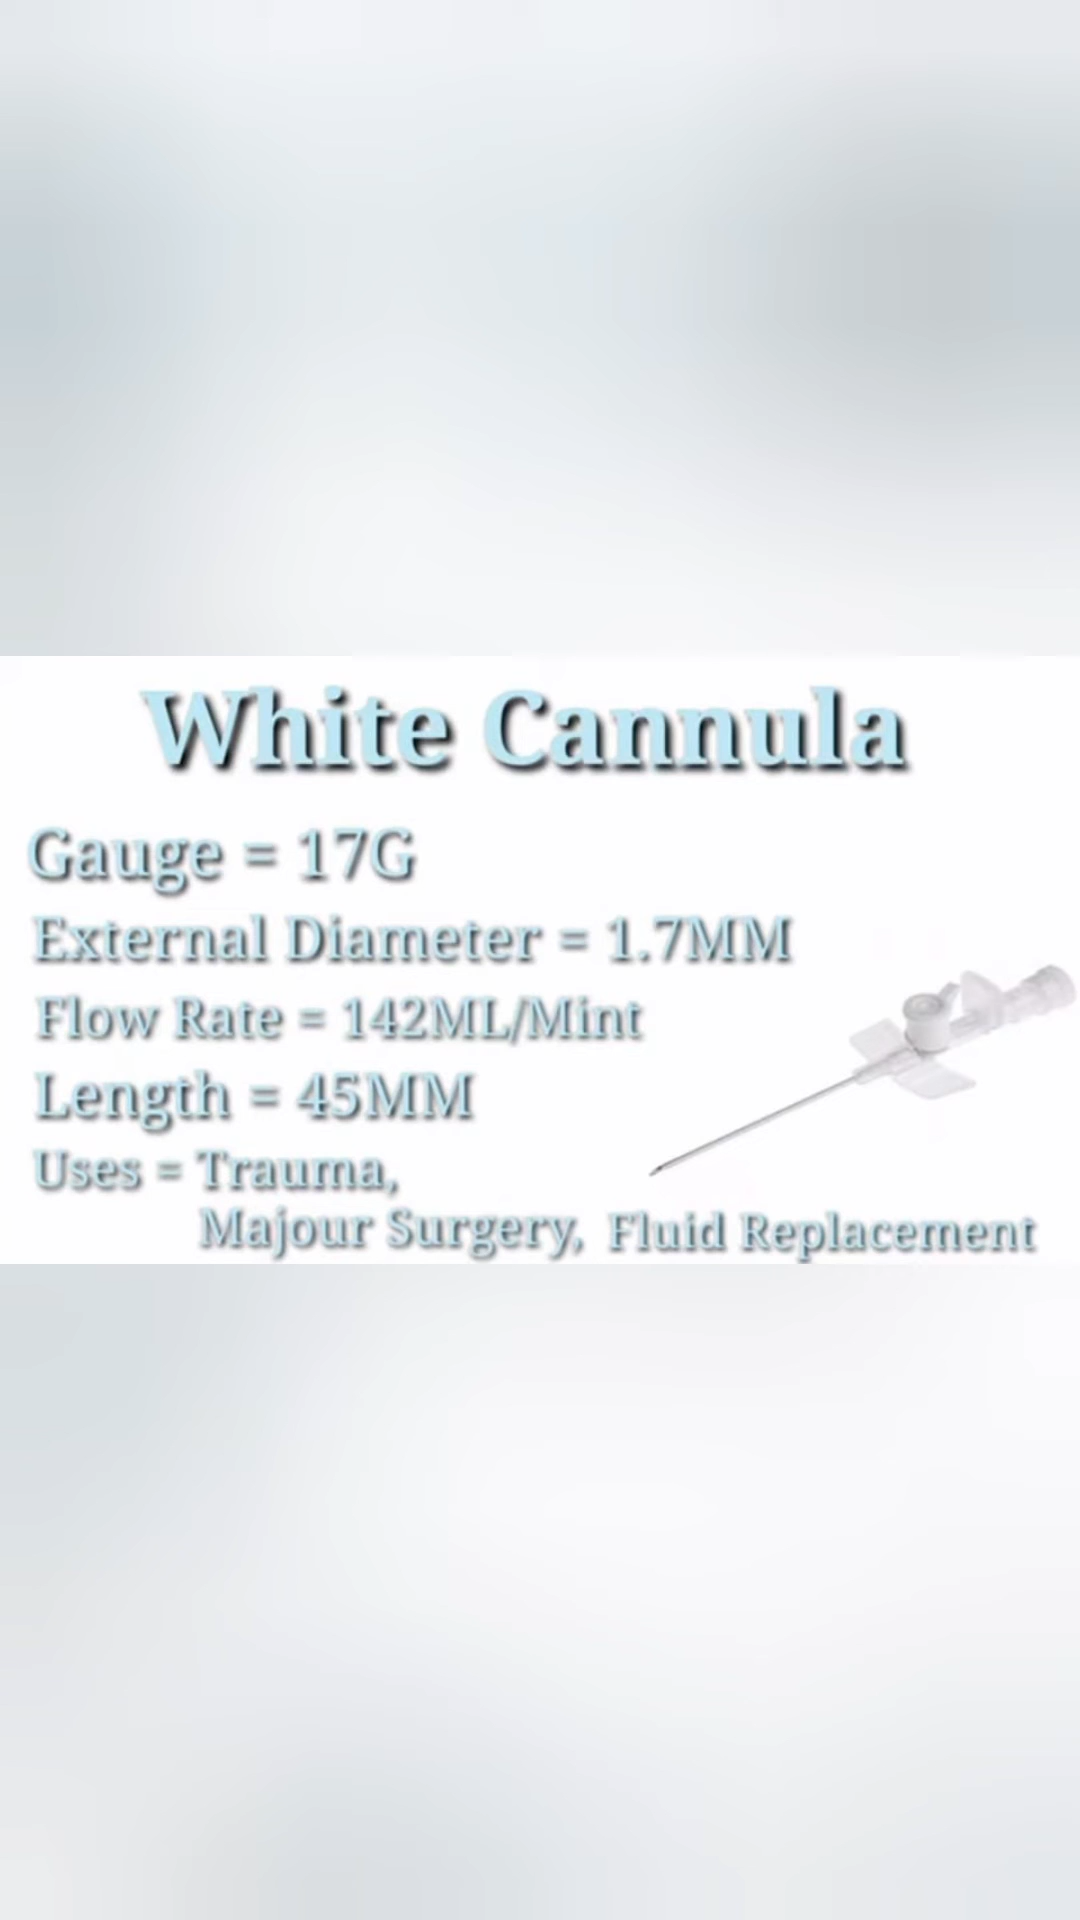 White Cannula
Gauge = 17G
External Diameter = 1.7MM
Flow Rate = 142ML/Mint
Length = 45MM
Uses = Trauma,
Majour Surgery, Fluid Replacement